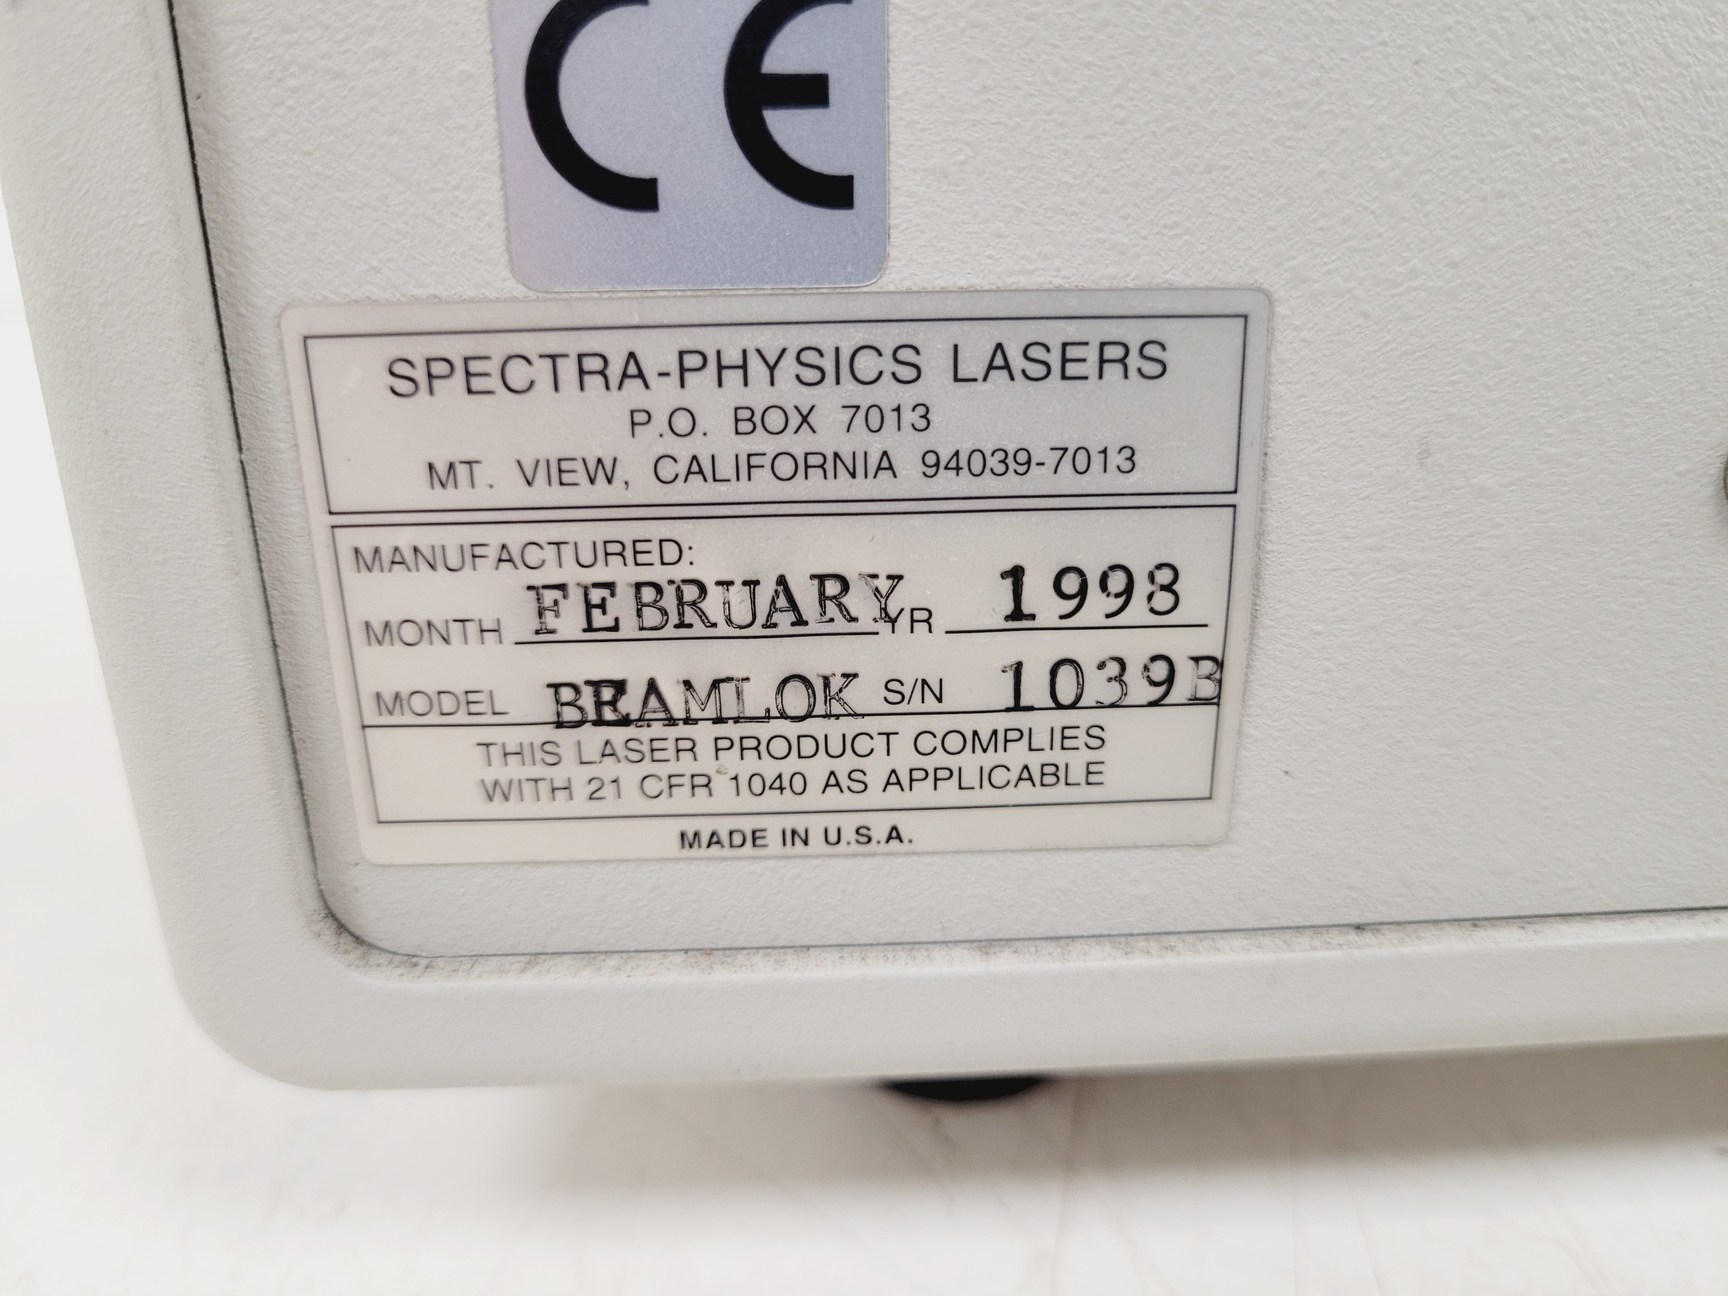 CE
SPECTRA-PHYSICS LASERS
P.O. BOX 7013
MT. VIEW, CALIFORNIA 94039-7013
MANUFACTURED:
MONTH FEBRUARY YR 1998
MODEL BEAMLOK S/N 1039B
THIS LASER PRODUCT COMPLIES
WITH 21 CFR 1040 AS APPLICABLE
MADE IN U.S.A.